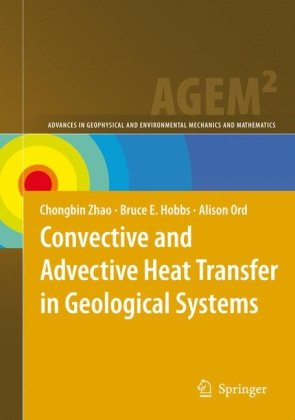 AGEM²
ADVANCES IN GEOPHYSICAL AND ENVIRONMENTAL MECHANICS AND MATHEMATICS
Chongbin Zhao · Bruce E. Hobbs · Alison Ord
Convective and
Advective Heat Transfer
in Geological Systems
Springer